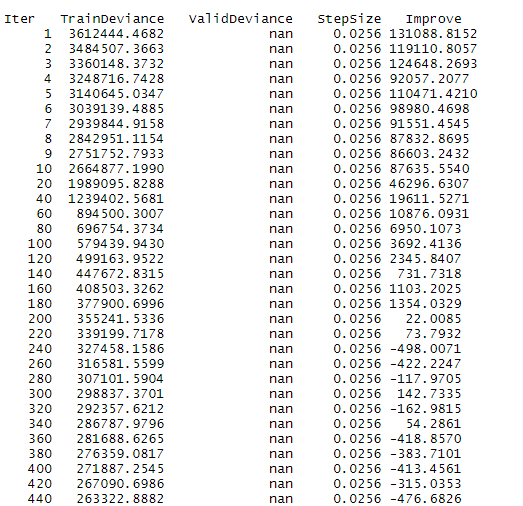 Iter TrainDeviance ValidDeviance StepSize Improve
1 3612444.4682 nan 0.0256 131088.8152
2 3484507.3663 nan 0.0256 119110.8057
3 3360148.3732 nan 0.0256 124648.2693
4 3248716.7428 nan 0.0256 92057.2077
5 3140645.0347 nan 0.0256 110471.4210
6 3039139.4885 nan 0.0256 98980.4698
7 2939844.9158 nan 0.0256 91551.4545
8 2842951.1154 nan 0.0256 87832.8695
9 2751752.7933 nan 0.0256 86603.2432
10 2664877.1990 nan 0.0256 87635.5540
20 1989095.8288 nan 0.0256 46296.6307
40 1239402.5681 nan 0.0256 19611.5271
60 894500.3007 nan 0.0256 10876.0931
80 696754.3734 nan 0.0256 6950.1073
100 579439.9430 nan 0.0256 3692.4136
120 499163.9522 nan 0.0256 2345.8407
140 447672.8315 nan 0.0256 731.7318
160 408503.3262 nan 0.0256 1103.2025
180 377900.6996 nan 0.0256 1354.0329
200 355241.5336 nan 0.0256 22.0085
220 339199.7178 nan 0.0256 73.7932
240 327458.1586 nan 0.0256 -498.0071
260 316581.5599 nan 0.0256 -422.2247
280 307101.5904 nan 0.0256 -117.9705
300 298837.3701 nan 0.0256 142.7335
320 292357.6212 nan 0.0256 -162.9815
340 286787.9796 nan 0.0256 54.2861
360 281688.6265 nan 0.0256 -418.8570
380 276359.0817 nan 0.0256 -383.7101
400 271887.2545 nan 0.0256 -413.4561
420 267090.6986 nan 0.0256 -315.0353
440 263322.8882 nan 0.0256 -476.6826